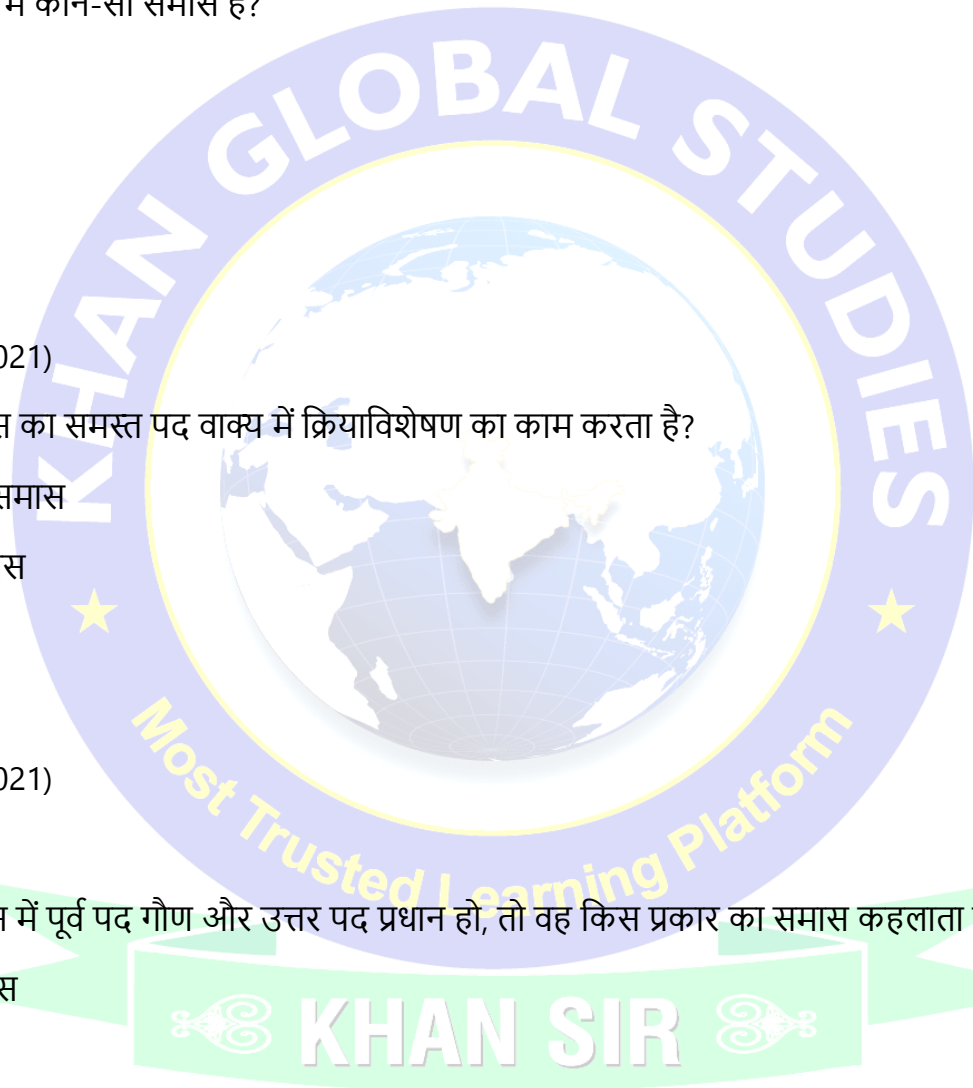 में कौन-सा समास है?
KHAN GLOBAL STUDIES
021)
का समस्त पद वाक्य में क्रियाविशेषण का काम करता है?
समास
स
021)
Most Trusted Learning Platform
में पूर्व पद गौण और उत्तर पद प्रधान हो, तो वह किस प्रकार का समास कहलाता
स
KHAN SIR